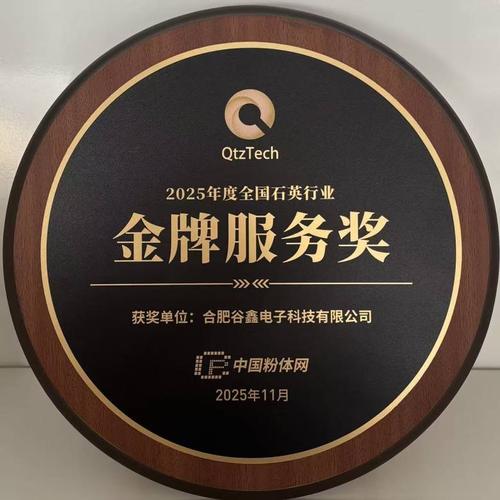 QtzTech
2025年度全国石英行业
金牌服务奖
获奖单位：合肥谷鑫电子科技有限公司
中国粉体网
2025年11月